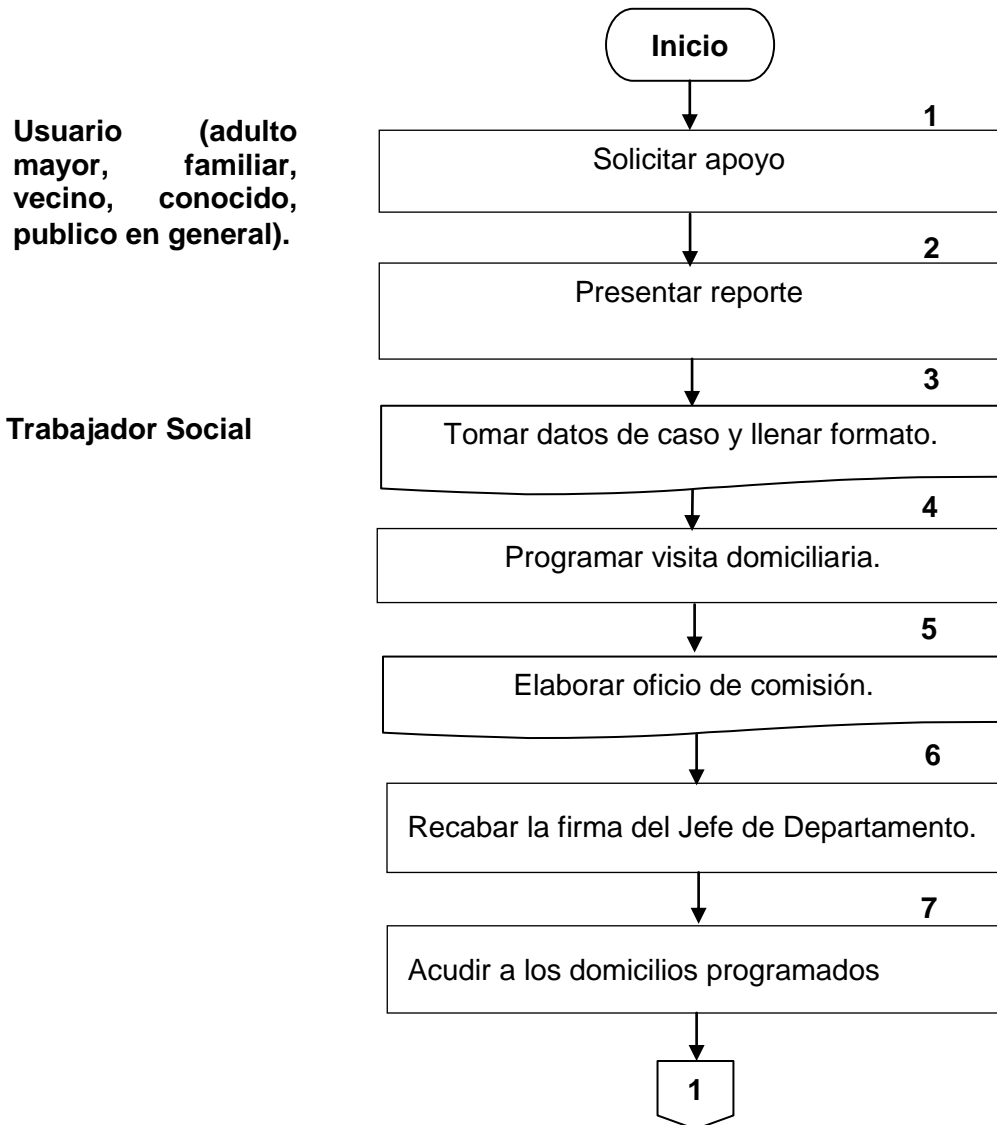 Inicio
1
Usuario (adulto
mayor, familiar,
vecino, conocido,
publico en general).
Solicitar apoyo
2
Presentar reporte
3
Trabajador Social
Tomar datos de caso y llenar formato.
4
Programar visita domiciliaria.
5
Elaborar oficio de comisión.
6
Recabar la firma del Jefe de Departamento.
7
Acudir a los domicilios programados
1